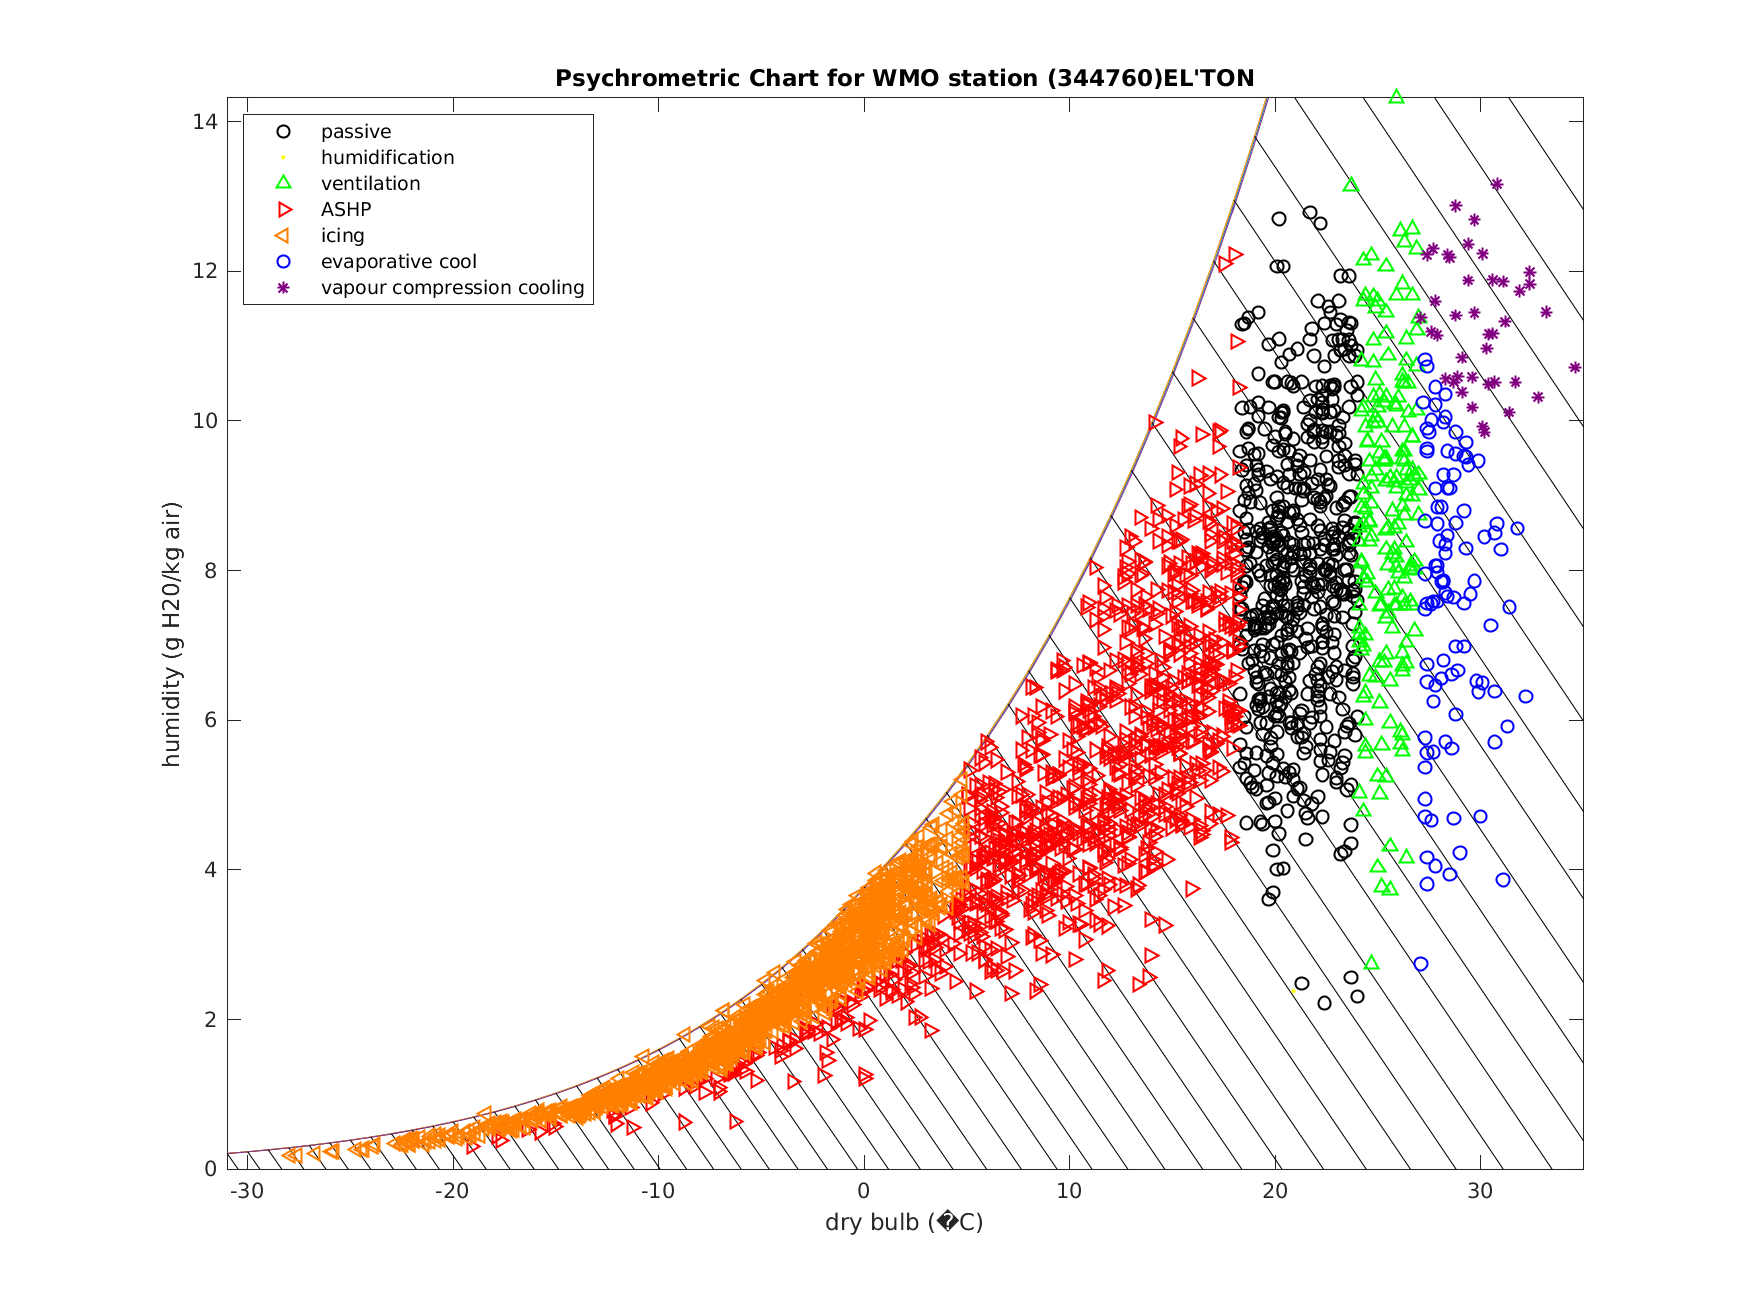 Psychrometric Chart for WMO station (344760)EL'TON
14
12
10
8
6
4
2
0
humidity (g H20/kg air)
passive
humidification
ventilation
ASHP
icing
evaporative cool
vapour compression cooling
-30
-20
-10
0
10
20
30
dry bulb (�C)